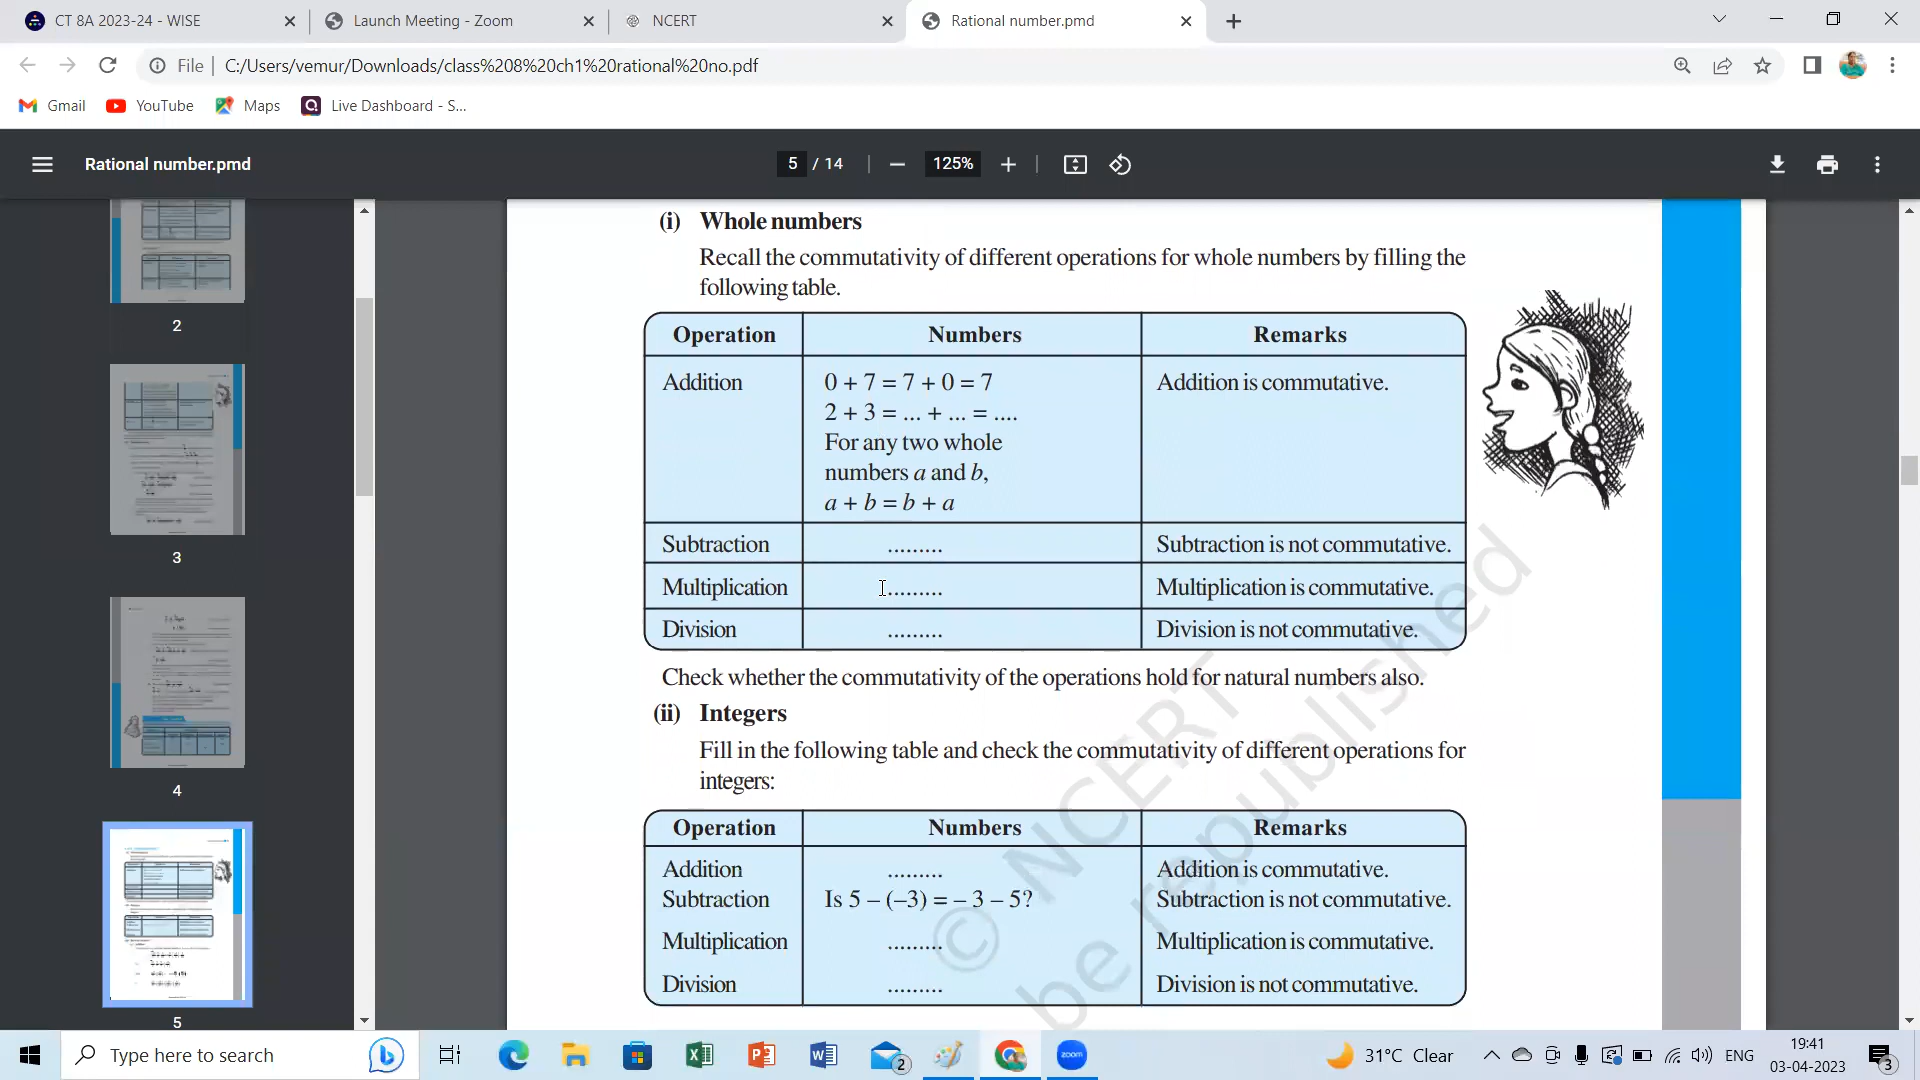 CT 8A 2023-24 - WISE
Launch Meeting - Zoom
NCERT
Rational number.pmd
File
C:/Users/vemur/Downloads/class%208%20ch1%20rational%20no.pdf
Gmail
YouTube
Maps
Live Dashboard - S...
Rational number.pmd
5 / 14
125%
2
3
4
5
(i) Whole numbers
Recall the commutativity of different operations for whole numbers by filling the
following table.
Operation Numbers Remarks
Addition 0 + 7 = 7 + 0 = 7 Addition is commutative.
2 + 3 = ... + ... = ....
For any two whole
numbers a and b,
a + b = b + a
Subtraction ......... Subtraction is not commutative.
Multiplication ......... Multiplication is commutative.
Division ......... Division is not commutative.
Check whether the commutativity of the operations hold for natural numbers also.
(ii) Integers
Fill in the following table and check the commutativity of different operations for
integers:
Operation Numbers Remarks
Addition ......... Addition is commutative.
Subtraction Is 5 – (–3) = – 3 – 5? Subtraction is not commutative.
Multiplication ......... Multiplication is commutative.
Division ......... Division is not commutative.
© NCERT
be republished
Type here to search
2
zoom
31°C Clear
ENG
19:41
03-04-2023
3